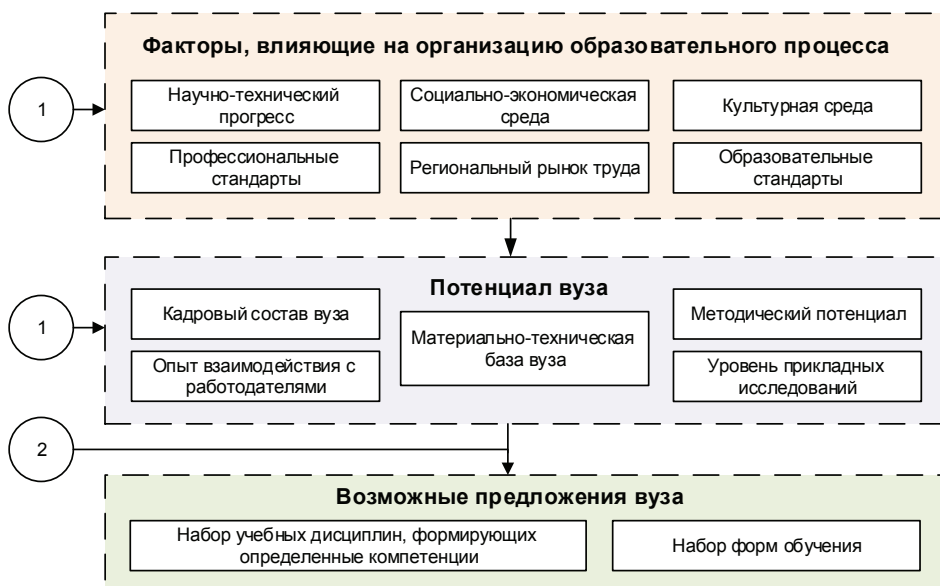 Факторы, влияющие на организацию образовательного процесса
1
Научно-технический
прогресс
Социально-экономическая
среда
Культурная среда
Профессиональные
стандарты
Региональный рынок труда
Образовательные
стандарты
Потенциал вуза
1
Кадровый состав вуза
Материально-техническая
база вуза
Методический потенциал
Опыт взаимодействия с
работодателями
Уровень прикладных
исследований
2
Возможные предложения вуза
Набор учебных дисциплин, формирующих
определенные компетенции
Набор форм обучения